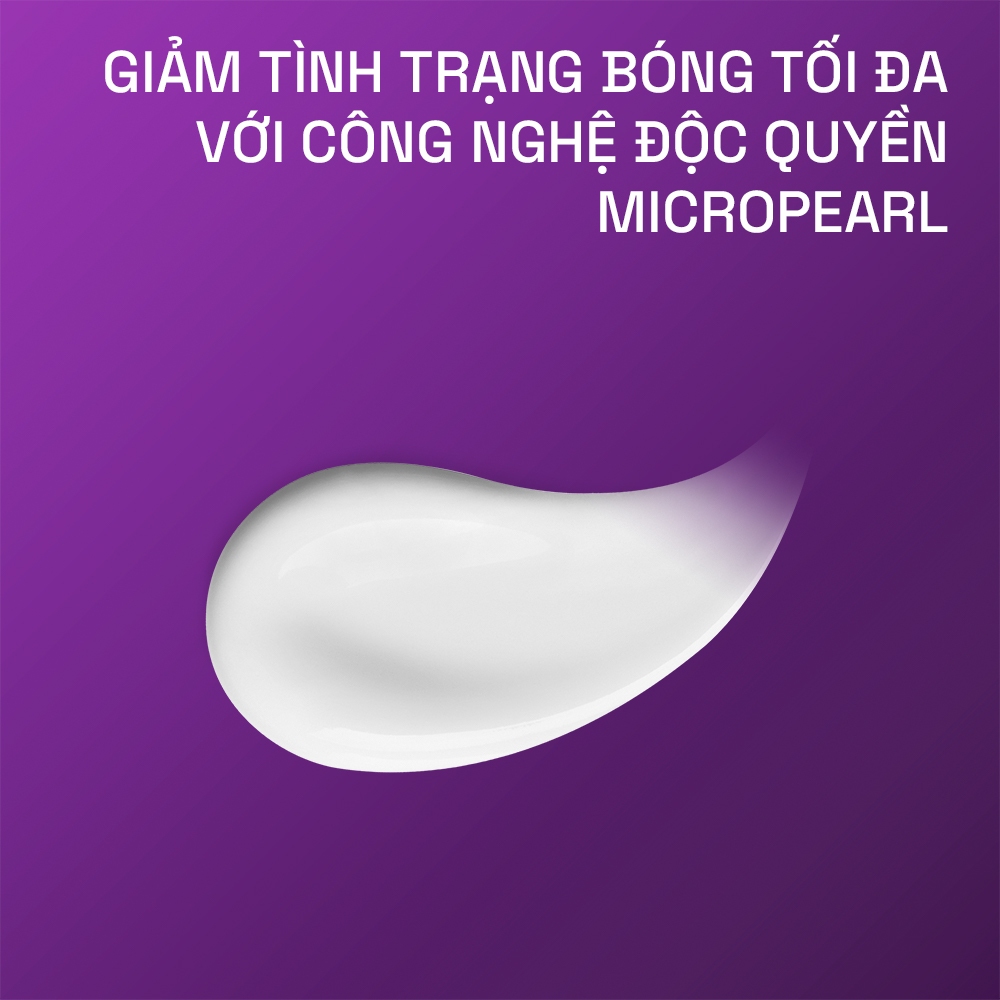 GIẢM TÌNH TRẠNG BÓNG TỐI ĐA
VỚI CÔNG NGHỆ ĐỘC QUYỀN
MICROPEARL